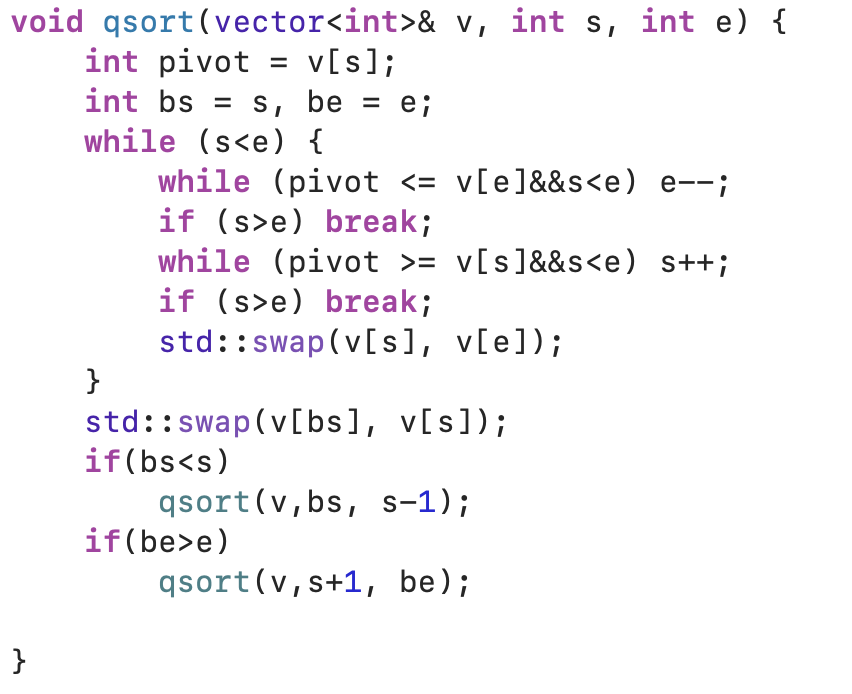 void qsort(vector<int>& v, int s, int e) {
    int pivot = v[s];
    int bs = s, be = e;
    while (s<e) {
        while (pivot <= v[e]&&s<e) e--;
        if (s>e) break;
        while (pivot >= v[s]&&s<e) s++;
        if (s>e) break;
        std::swap(v[s], v[e]);
    }
    std::swap(v[bs], v[s]);
    if(bs<s)
        qsort(v,bs, s-1);
    if(be>e)
        qsort(v,s+1, be);
}